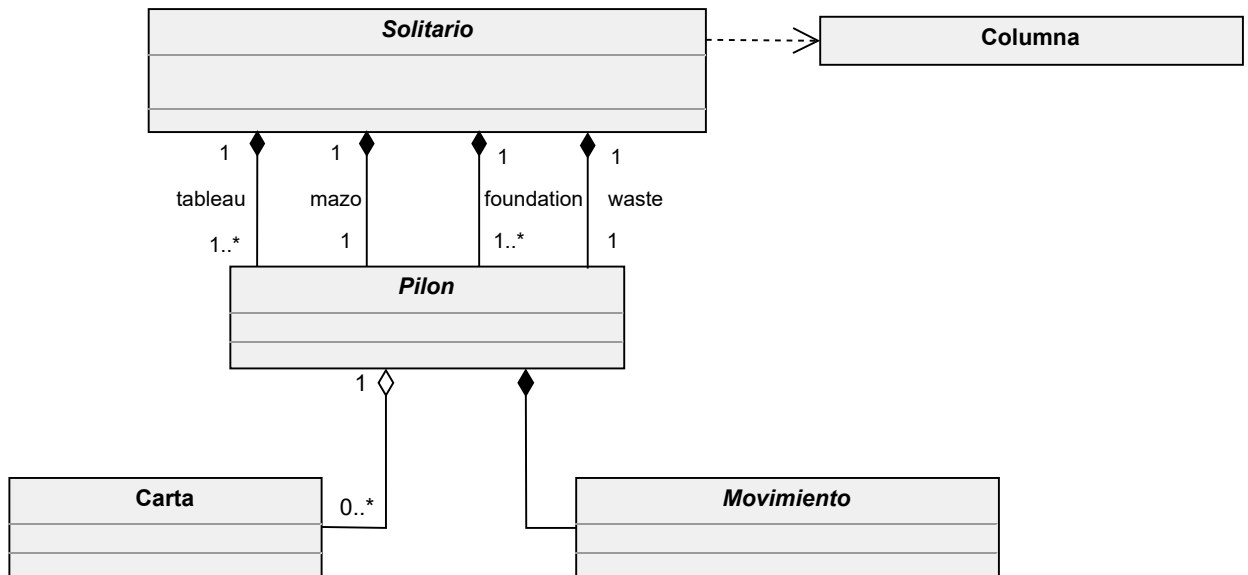 Solitario
Columna
1 1 1 1
tableau mazo foundation waste
1..* 1 1..* 1
Pilon
1
Carta
0..*
Movimiento